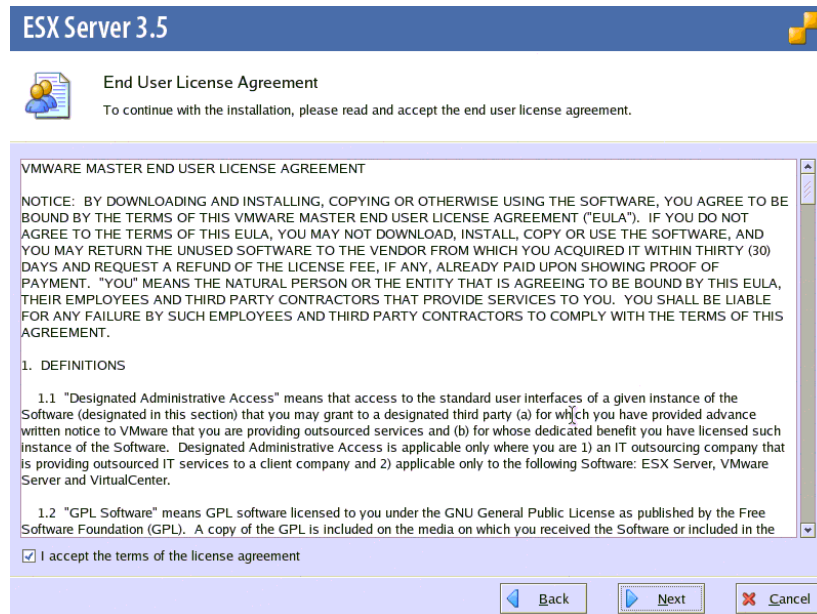 ESX Server 3.5
End User License Agreement
To continue with the installation, please read and accept the end user license agreement.
VMWARE MASTER END USER LICENSE AGREEMENT
NOTICE:  BY DOWNLOADING AND INSTALLING, COPYING OR OTHERWISE USING THE SOFTWARE, YOU AGREE TO BE
BOUND BY THE TERMS OF THIS VMWARE MASTER END USER LICENSE AGREEMENT ("EULA").  IF YOU DO NOT
AGREE TO THE TERMS OF THIS EULA, YOU MAY NOT DOWNLOAD, INSTALL, COPY OR USE THE SOFTWARE, AND
YOU MAY RETURN THE UNUSED SOFTWARE TO THE VENDOR FROM WHICH YOU ACQUIRED IT WITHIN THIRTY (30)
DAYS AND REQUEST A REFUND OF THE LICENSE FEE, IF ANY, ALREADY PAID UPON SHOWING PROOF OF
PAYMENT.  "YOU" MEANS THE NATURAL PERSON OR THE ENTITY THAT IS AGREEING TO BE BOUND BY THIS EULA,
THEIR EMPLOYEES AND THIRD PARTY CONTRACTORS THAT PROVIDE SERVICES TO YOU.  YOU SHALL BE LIABLE
FOR ANY FAILURE BY SUCH EMPLOYEES AND THIRD PARTY CONTRACTORS TO COMPLY WITH THE TERMS OF THIS
AGREEMENT.
1.  DEFINITIONS
1.1  "Designated Administrative Access" means that access to the standard user interfaces of a given instance of the
Software (designated in this section) that you may grant to a designated third party (a) for which you have provided advance
written notice to VMware that you are providing outsourced services and (b) for whose dedicated benefit you have licensed such
instance of the Software.  Designated Administrative Access is applicable only where you are 1) an IT outsourcing company that
is providing outsourced IT services to a client company and 2) applicable only to the following Software: ESX Server, VMware
Server and VirtualCenter.
1.2  "GPL Software" means GPL software licensed to you under the GNU General Public License as published by the Free
Software Foundation (GPL).  A copy of the GPL is included on the media on which you received the Software or included in the
I accept the terms of the license agreement
Back
Next
Cancel